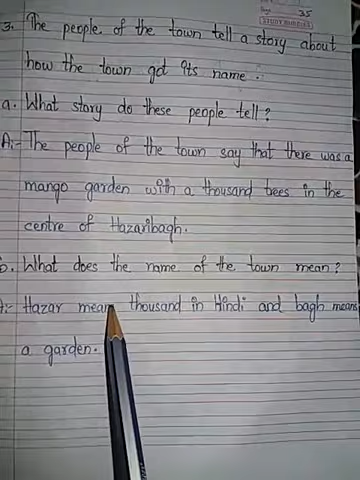 35
3. The people of the town tell a story about
how the town got its name.
a. What story do these people tell?
A:- The people of the town say that there was a
mango garden with a thousand trees in the
centre of Hazaribagh.
b. What does the name of the town mean?
A:- Hazar means thousand in Hindi and bagh means
a garden.